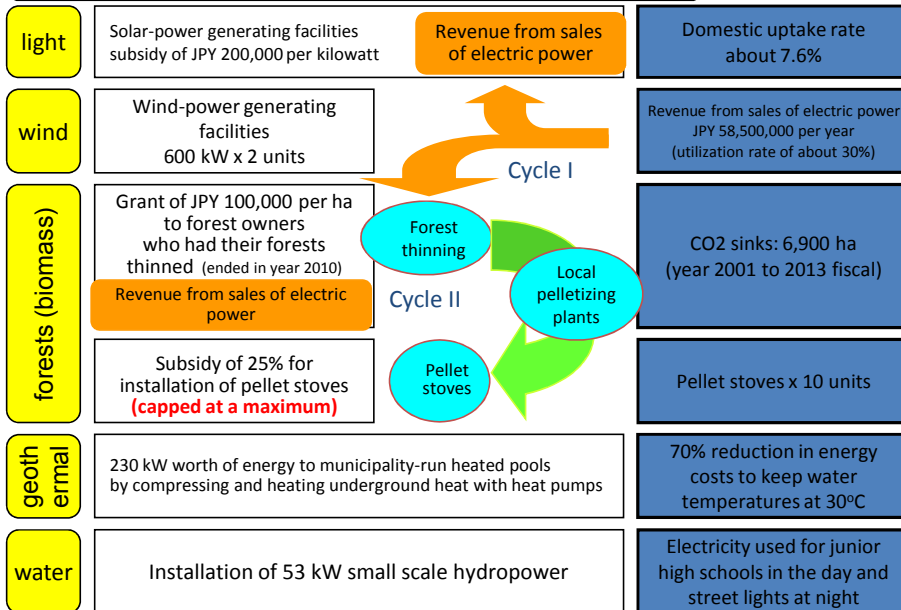 light
Solar-power generating facilities
subsidy of JPY 200,000 per kilowatt
Revenue from sales
of electric power
Domestic uptake rate
about 7.6%
wind
Wind-power generating
facilities
600 kW x 2 units
Cycle I
Revenue from sales of electric power
JPY 58,500,000 per year
(utilization rate of about 30%)
forests (biomass)
Grant of JPY 100,000 per ha
to forest owners
who had their forests
thinned (ended in year 2010)
Revenue from sales of electric
power
Forest
thinning
Cycle II
Local
pelletizing
plants
CO2 sinks: 6,900 ha
(year 2001 to 2013 fiscal)
Subsidy of 25% for
installation of pellet stoves
(capped at a maximum)
Pellet
stoves
Pellet stoves x 10 units
geoth
ermal
230 kW worth of energy to municipality-run heated pools
by compressing and heating underground heat with heat pumps
70% reduction in energy
costs to keep water
temperatures at 30°C
water
Installation of 53 kW small scale hydropower
Electricity used for junior
high schools in the day and
street lights at night